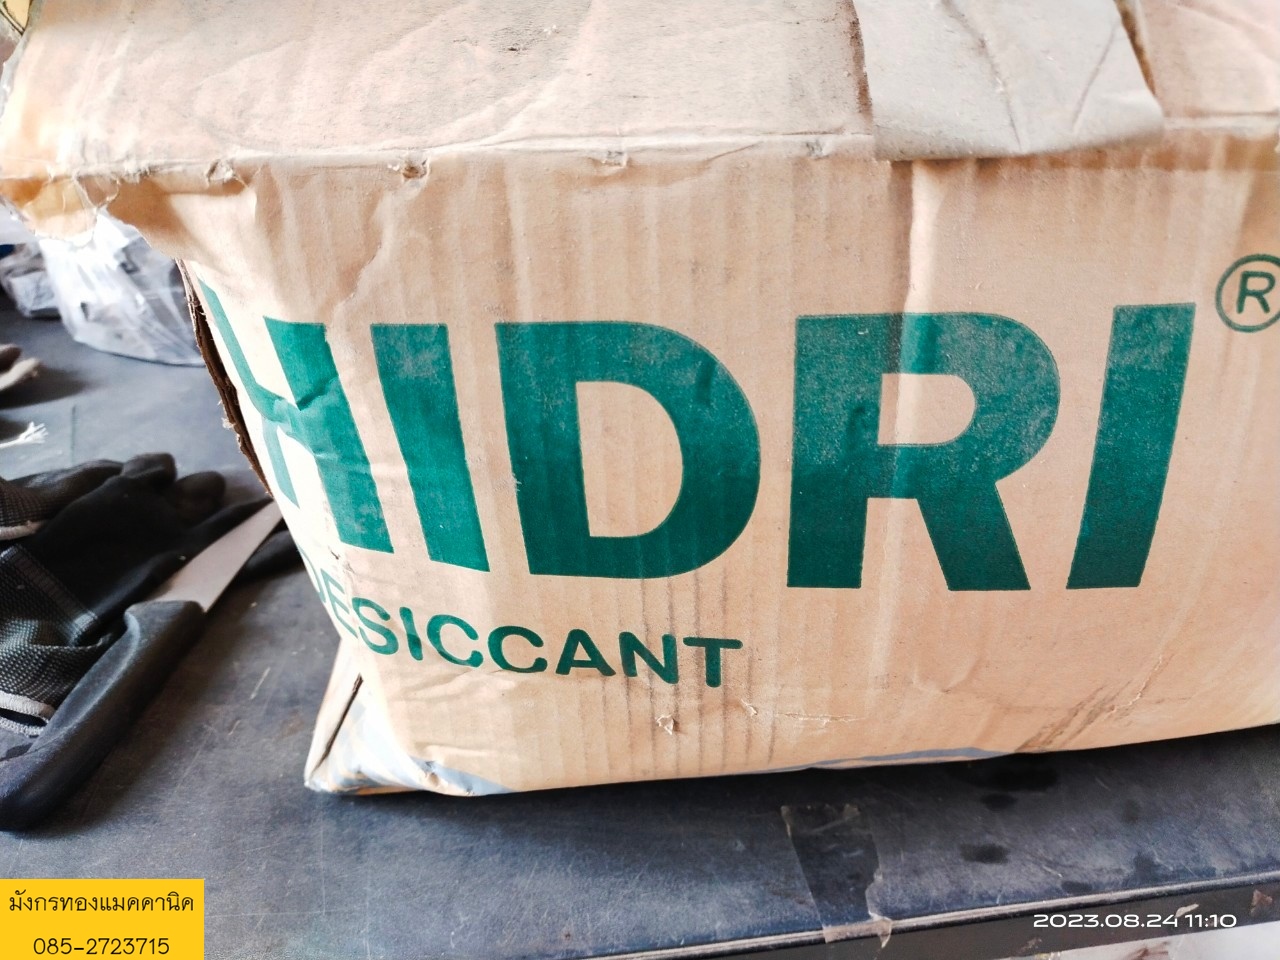 HIDRI®
DESICCANT
มังกรทองแมคคานิค
085-2723715
2023.08.24 11:10